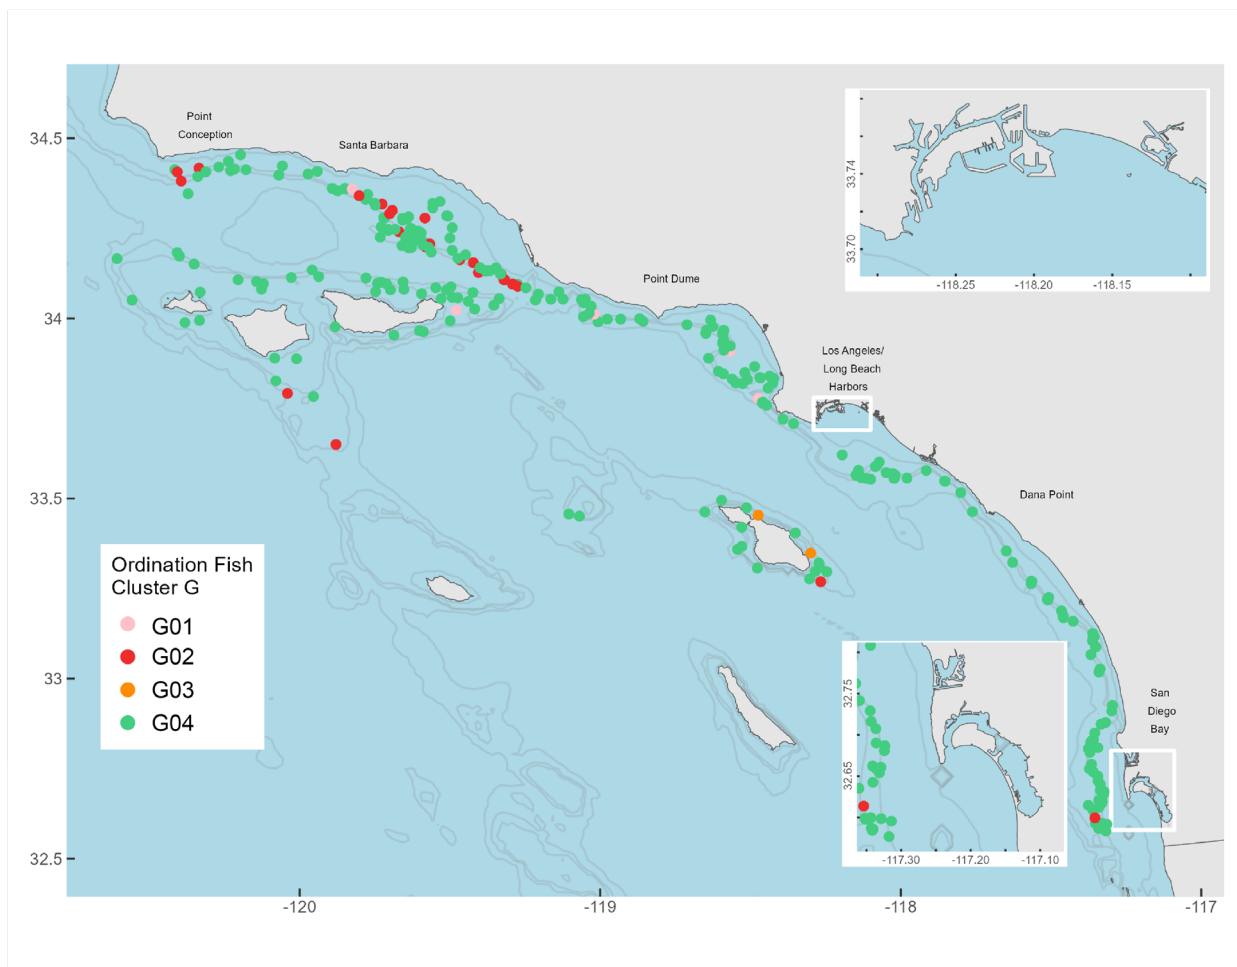 Point
Conception
Santa Barbara
Point Dume
Los Angeles/
Long Beach
Harbors
Dana Point
San
Diego
Bay
34.5
34
33.5
33
32.5
-120
-119
-118
-117
33.74
33.70
-118.25
-118.20
-118.15
32.75
32.65
-117.30
-117.20
-117.10
Ordination Fish
Cluster G
G01
G02
G03
G04